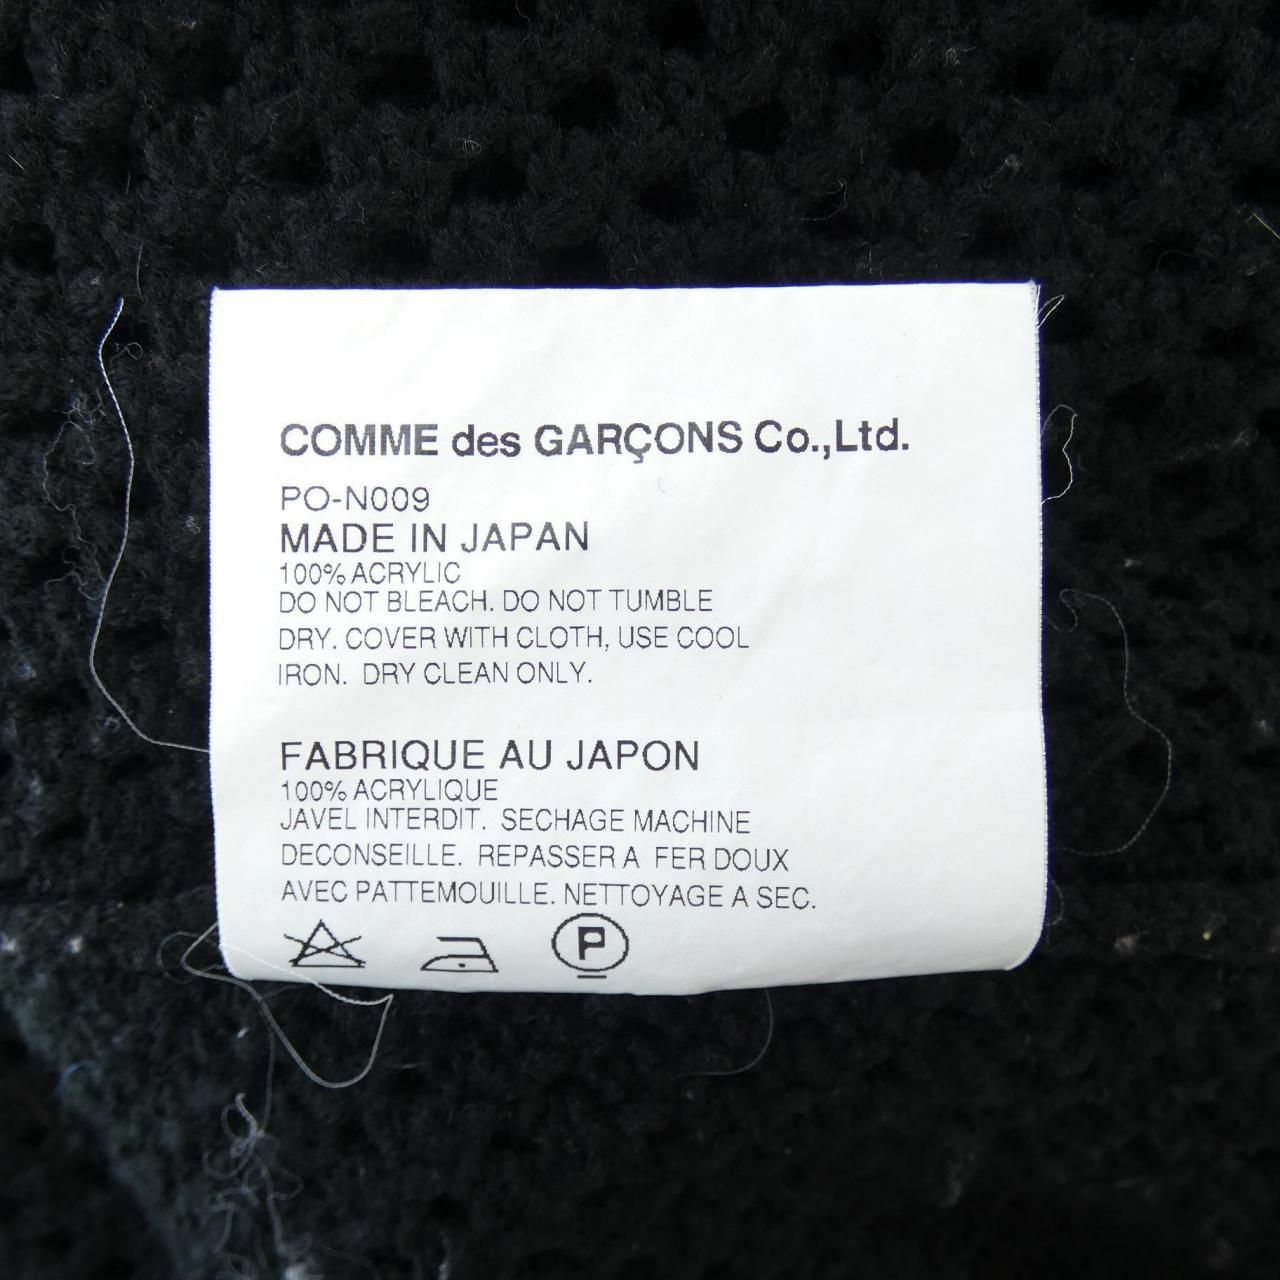 COMME des GARÇONS Co.,Ltd.
PO-N009
MADE IN JAPAN
100% ACRYLIC
DO NOT BLEACH. DO NOT TUMBLE
DRY. COVER WITH CLOTH, USE COOL
IRON. DRY CLEAN ONLY.
FABRIQUE AU JAPON
100% ACRYLIQUE
JAVEL INTERDIT. SECHAGE MACHINE
DECONSEILLE. REPASSER A FER DOUX
AVEC PATTEMOUILLE. NETTOYAGE A SEC.
P